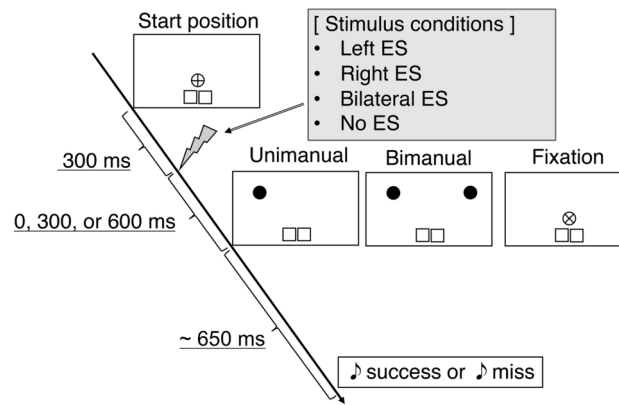 Start position
[ Stimulus conditions ]
• Left ES
• Right ES
• Bilateral ES
• No ES
300 ms
Unimanual
Bimanual
Fixation
0, 300, or 600 ms
~ 650 ms
♪ success or ♪ miss